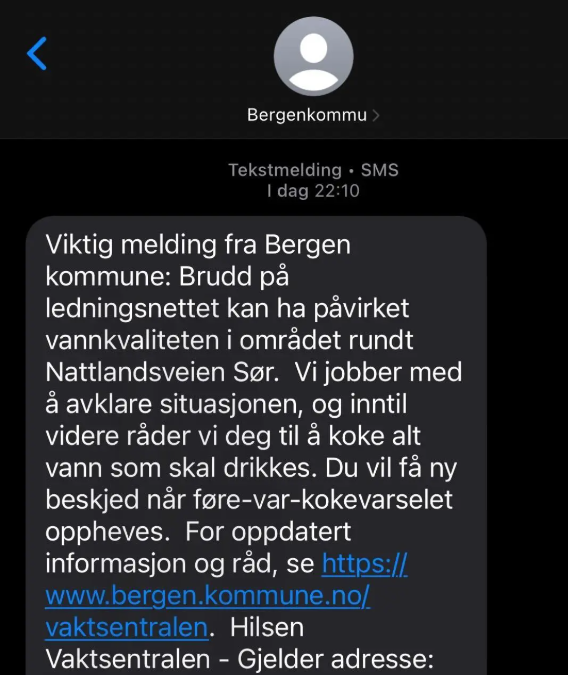 Bergenkommu
Tekstmelding • SMS
I dag 22:10
Viktig melding fra Bergen
kommune: Brudd på
ledningsnettet kan ha påvirket
vannkvaliteten i området rundt
Nattlandsveien Sør.  Vi jobber med
å avklare situasjonen, og inntil
videre råder vi deg til å koke alt
vann som skal drikkes. Du vil få ny
beskjed når føre-var-kokevarselet
oppheves.  For oppdatert
informasjon og råd, se https://
www.bergen.kommune.no/
vaktsentralen.  Hilsen
Vaktsentralen - Gjelder adresse: